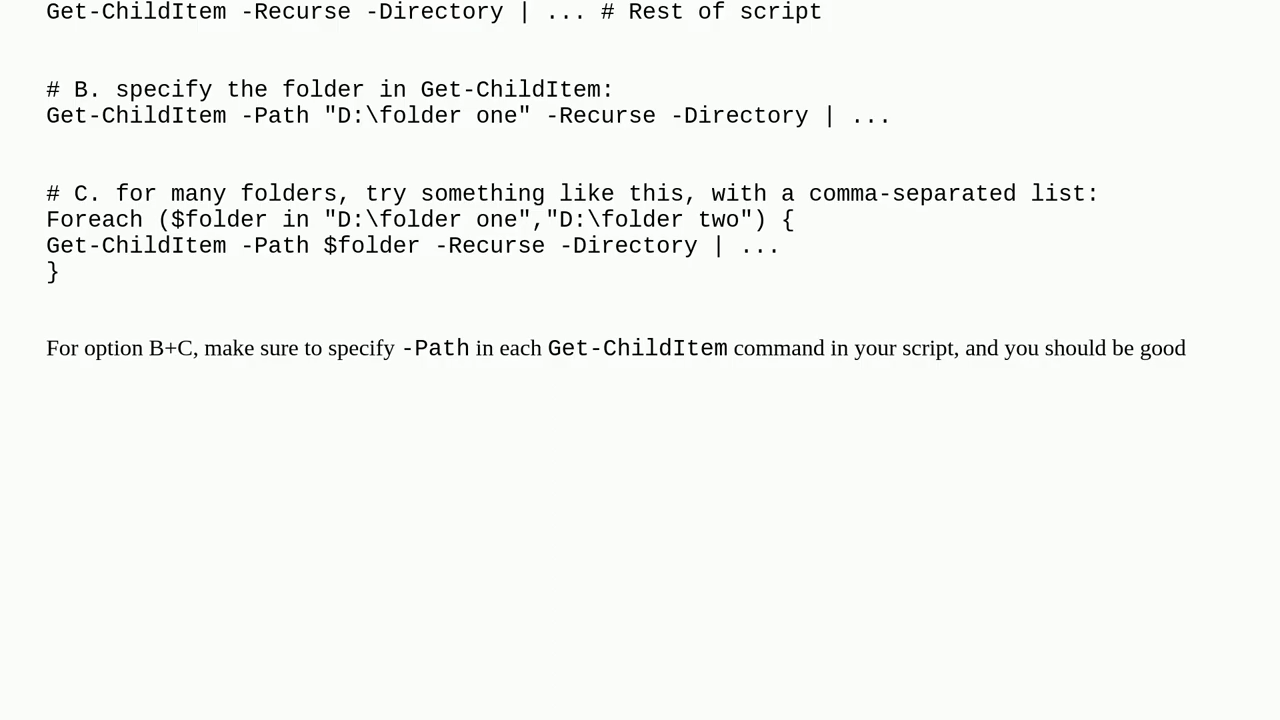 Get-ChildItem -Recurse -Directory | ... # Rest of script
# B. specify the folder in Get-ChildItem:
Get-ChildItem -Path "D:\folder one" -Recurse -Directory | ...
# C. for many folders, try something like this, with a comma-separated list:
Foreach ($folder in "D:\folder one","D:\folder two") {
Get-ChildItem -Path $folder -Recurse -Directory | ...
}
For option B+C, make sure to specify -Path in each Get-ChildItem command in your script, and you should be good